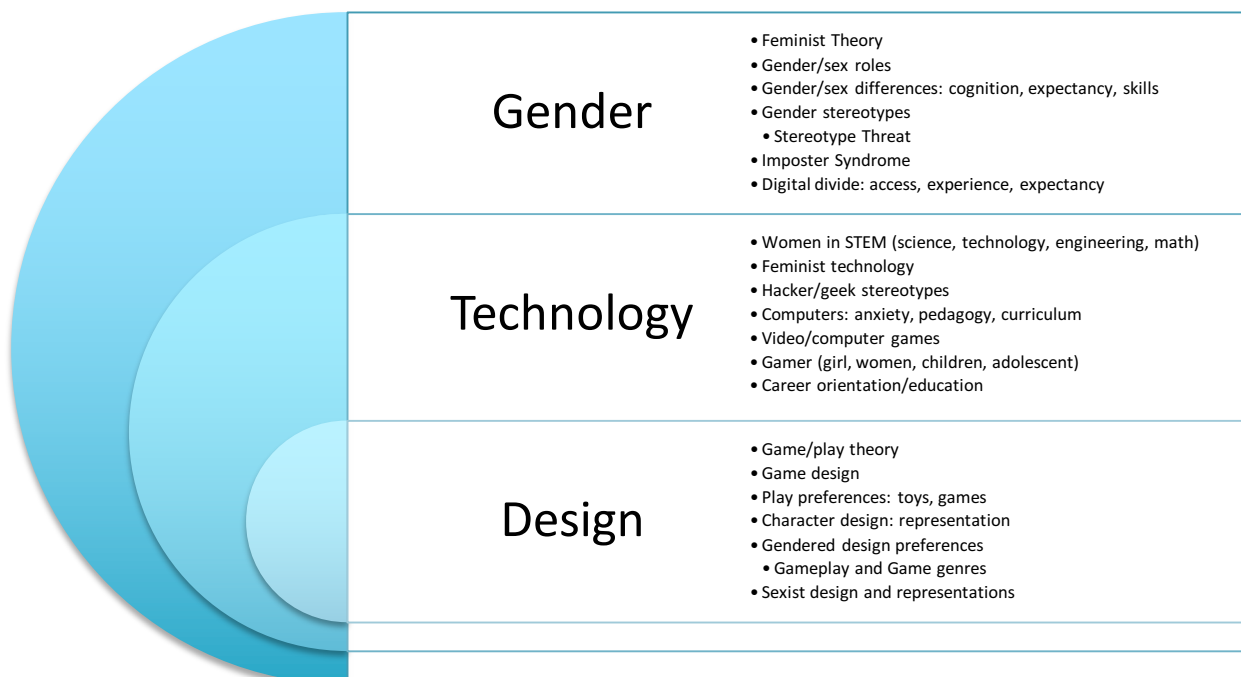 Gender
• Feminist Theory
• Gender/sex roles
• Gender/sex differences: cognition, expectancy, skills
• Gender stereotypes
• Stereotype Threat
• Imposter Syndrome
• Digital divide: access, experience, expectancy
Technology
• Women in STEM (science, technology, engineering, math)
• Feminist technology
• Hacker/geek stereotypes
• Computers: anxiety, pedagogy, curriculum
• Video/computer games
• Gamer (girl, women, children, adolescent)
• Career orientation/education
Design
• Game/play theory
• Game design
• Play preferences: toys, games
• Character design: representation
• Gendered design preferences
• Gameplay and Game genres
• Sexist design and representations